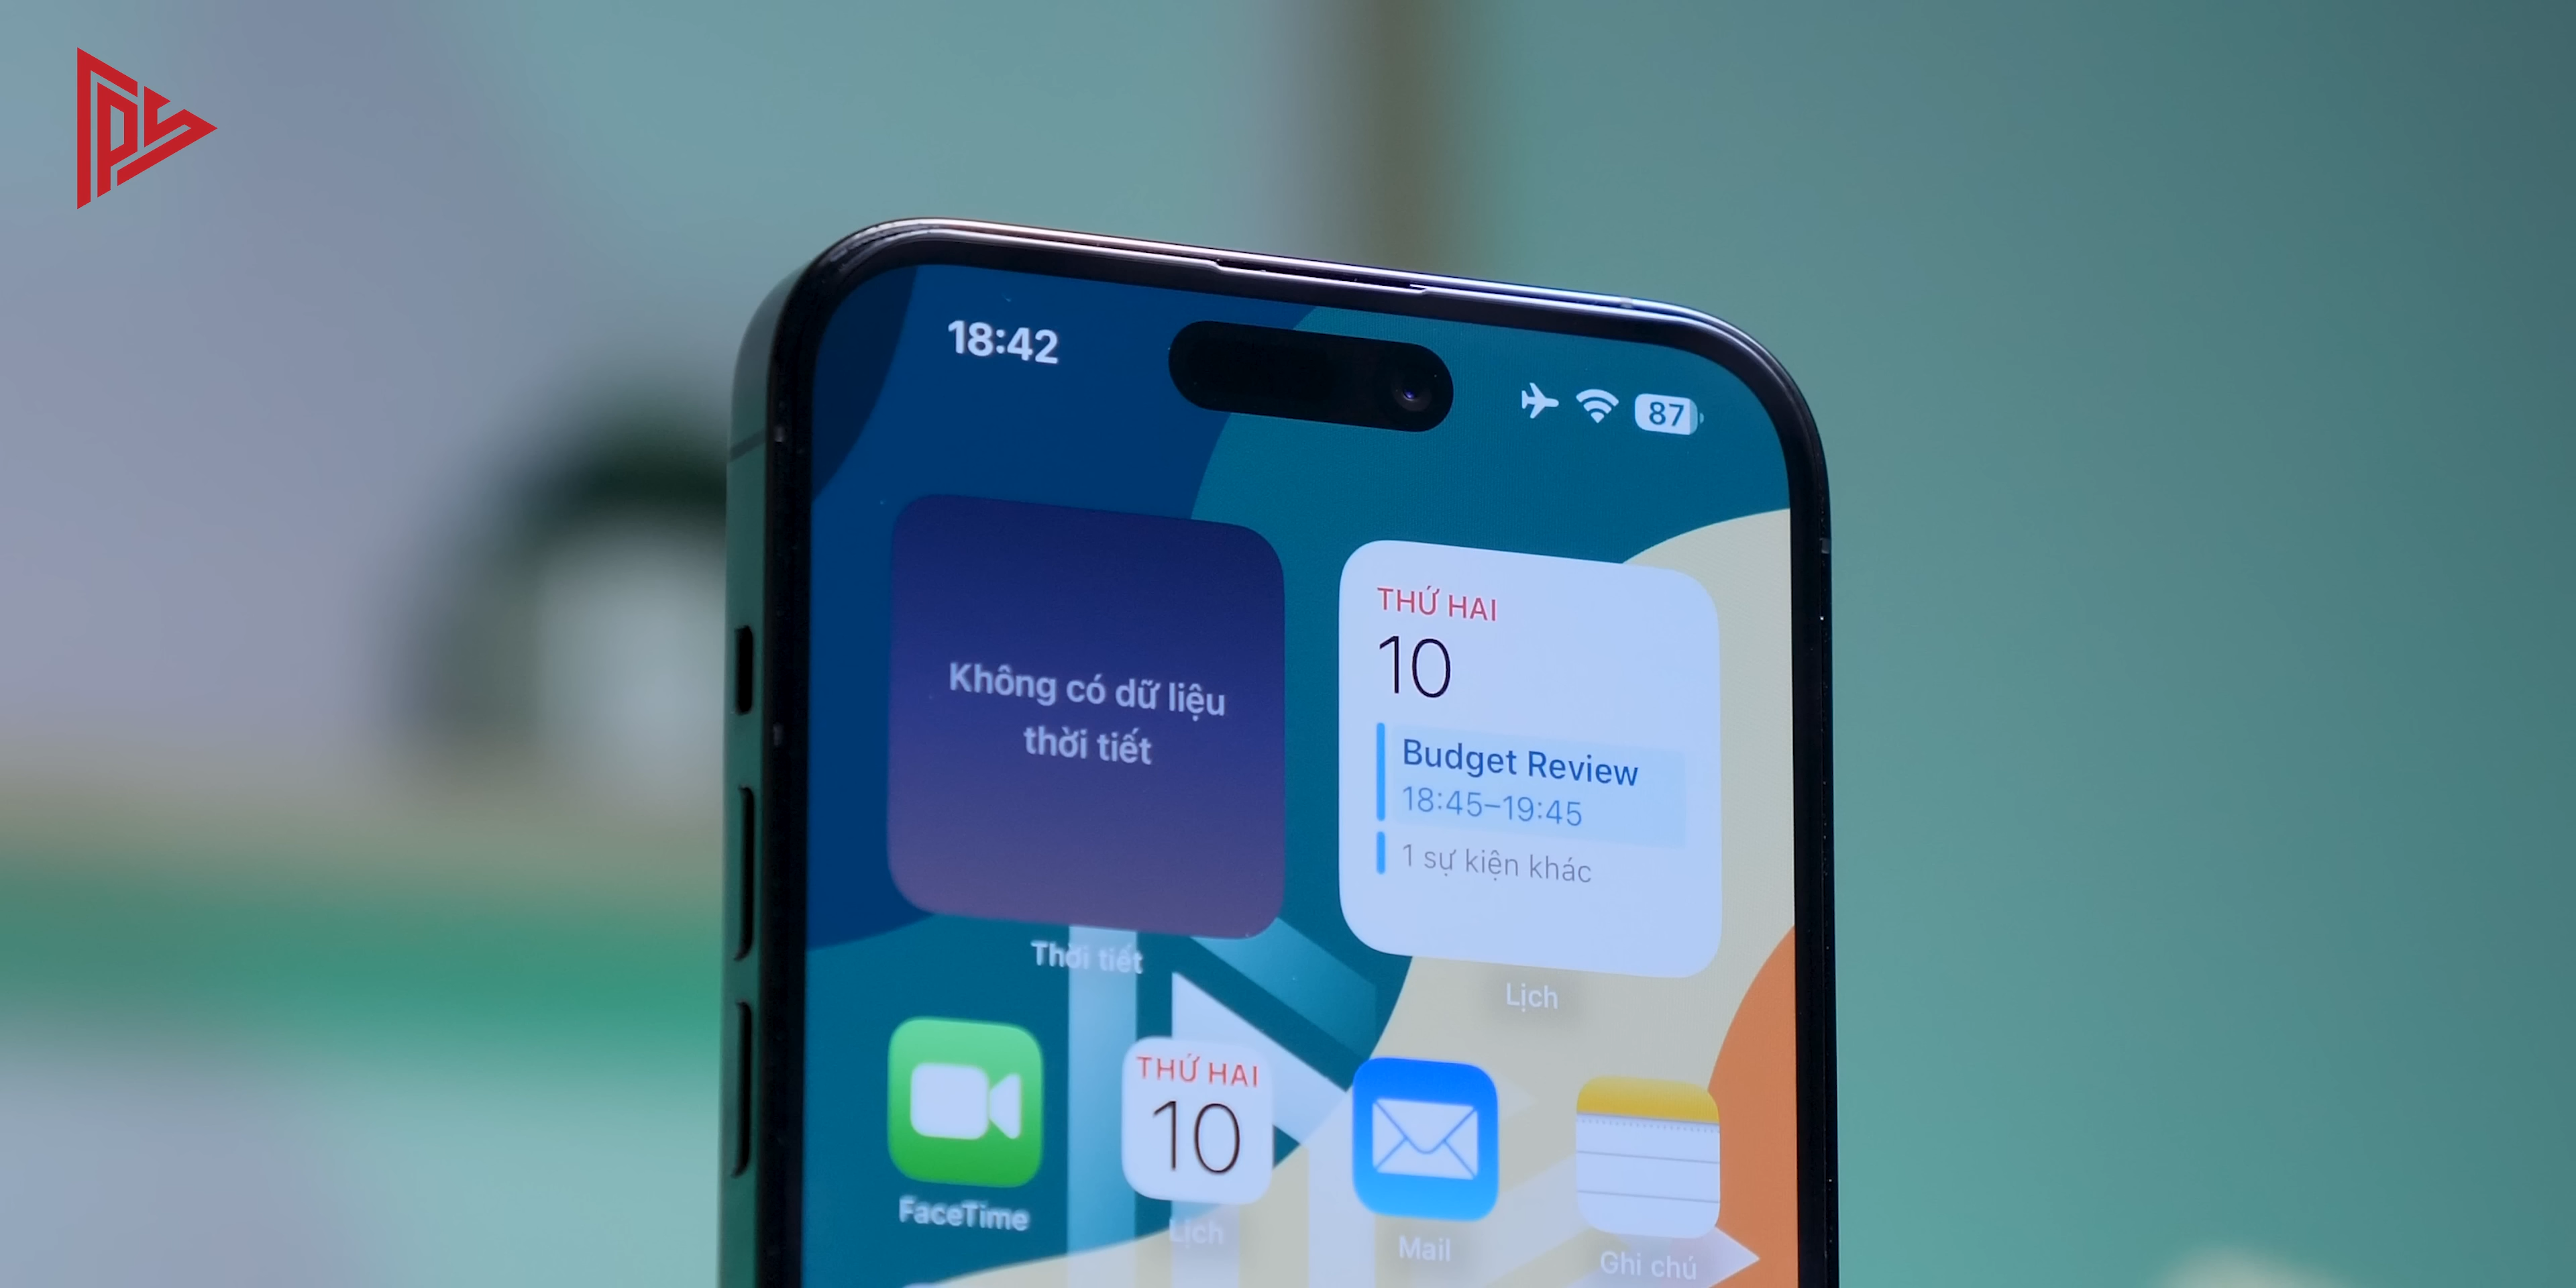 18:42
87
Không có dữ liệu
thời tiết
Thời tiết
THỨ HAI
10
Budget Review
18:45–19:45
1 sự kiện khác
Lịch
THỨ HAI
10
FaceTime
Lịch
Mail
Ghi chú